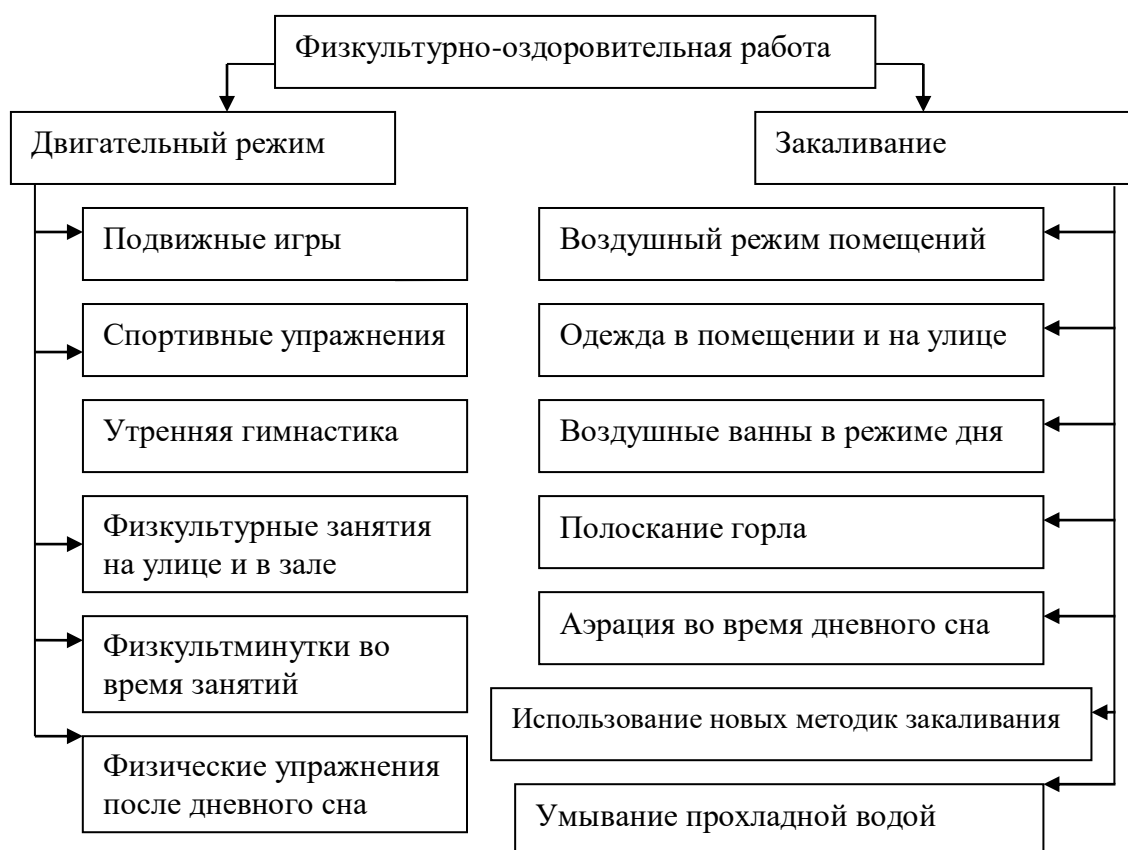 Физкультурно-оздоровительная работа
Двигательный режим
Подвижные игры
Спортивные упражнения
Утренняя гимнастика
Физкультурные занятия
на улице и в зале
Физкультминутки во
время занятий
Физические упражнения
после дневного сна
Закаливание
Воздушный режим помещений
Одежда в помещении и на улице
Воздушные ванны в режиме дня
Полоскание горла
Аэрация во время дневного сна
Использование новых методик закаливания
Умывание прохладной водой